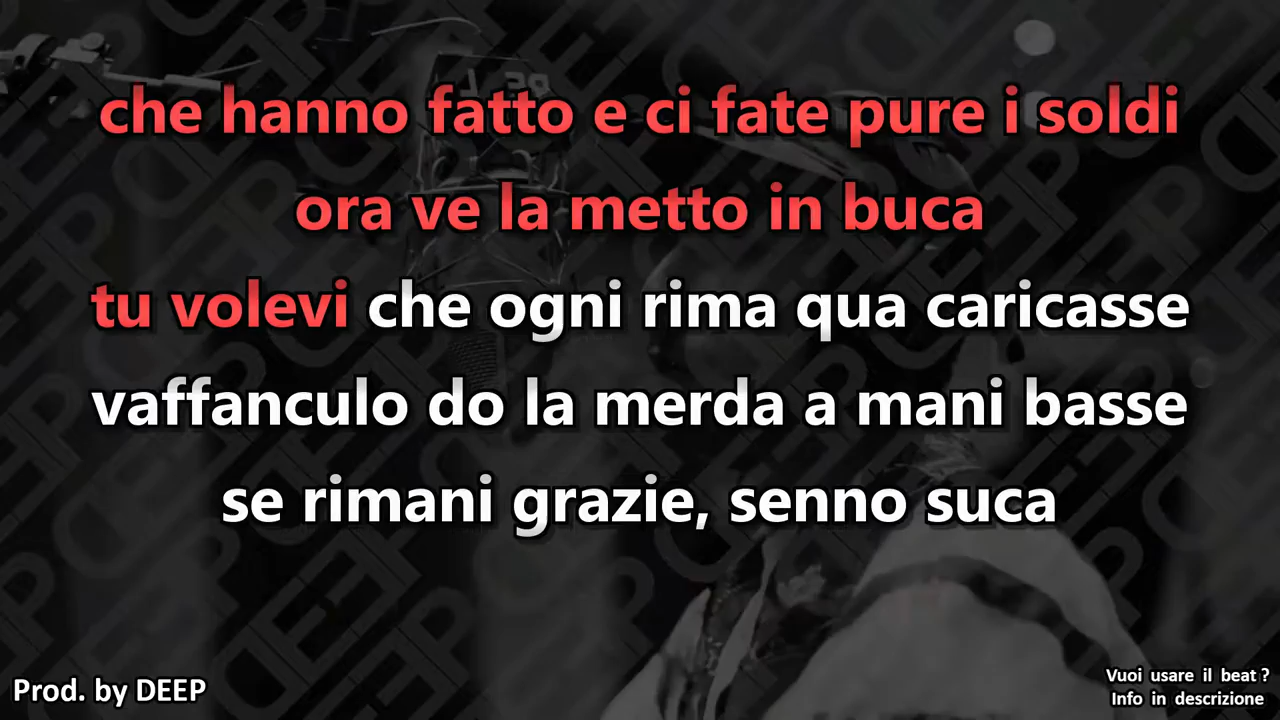 che hanno fatto e ci fate pure i soldi
ora ve la metto in buca
tu volevi che ogni rima qua caricasse
vaffanculo do la merda a mani basse
se rimani grazie, senno suca
Prod. by DEEP
Vuoi usare il beat ?
Info in descrizione